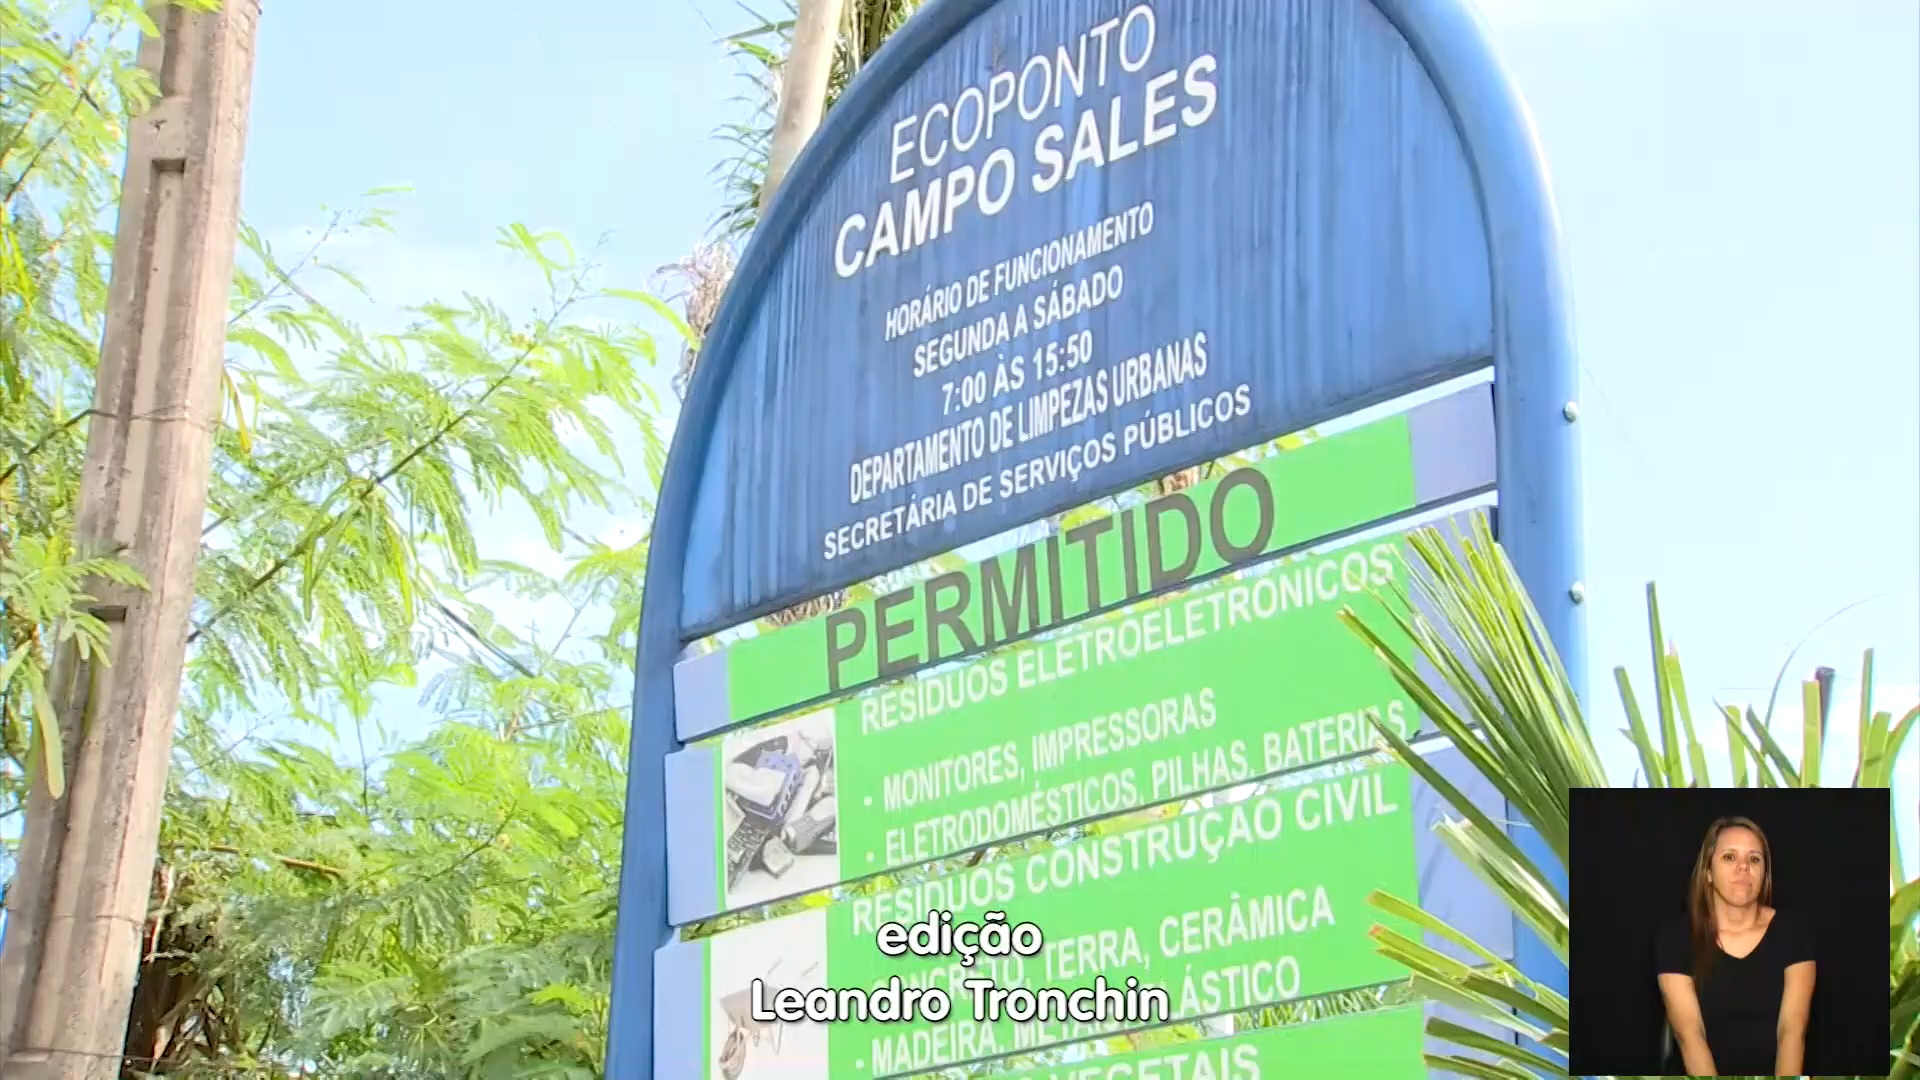 ECOPONTO
CAMPO SALES
HORÁRIO DE FUNCIONAMENTO
SEGUNDA A SÁBADO
7:00 ÀS 15:50
DEPARTAMENTO DE LIMPEZAS URBANAS
SECRETÁRIA DE SERVIÇOS PÚBLICOS
PERMITIDO
RESÍDUOS ELETROELETRÔNICOS
- MONITORES, IMPRESSORAS
- ELETRODOMÉSTICOS, PILHAS, BATERIAS
RESÍDUOS CONSTRUÇÃO CIVIL
TERRA, CERÂMICA
- MADEIRA,
VEGETAIS
edição
Leandro Tronchin